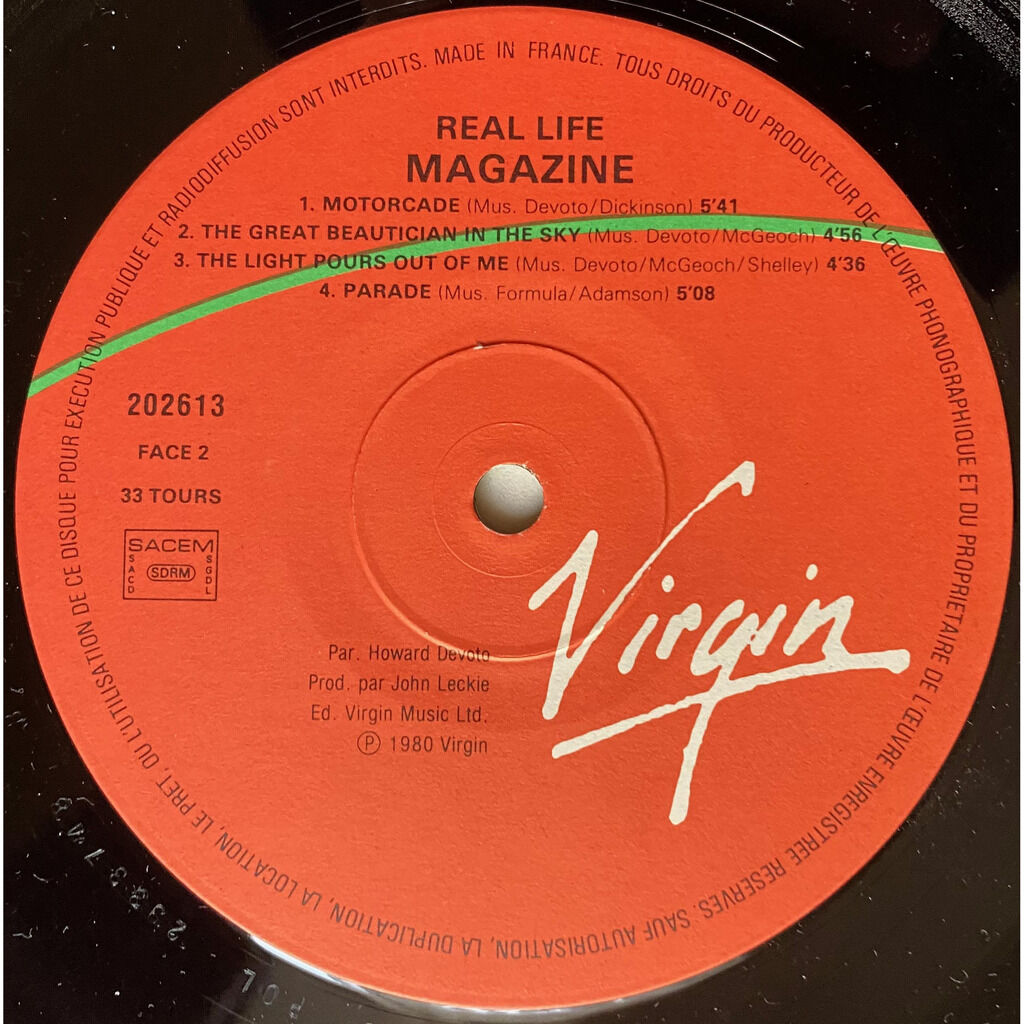 TOUS DROITS DU PRODUCTEUR DE L'ŒUVRE PHONOGRAPHIQUE ET DU PROPRIETAIRE DE L'ŒUVRE ENREGISTREE RESERVES. SAUF AUTORISATION, LA DUPLICATION, LA LOCATION, LE PRET, OU L'UTILISATION DE CE DISQUE POUR EXECUTION PUBLIQUE ET RADIODIFFUSION SONT INTERDITS. MADE IN FRANCE.
REAL LIFE
MAGAZINE
1. MOTORCADE (Mus. Devoto/Dickinson) 5'41
2. THE GREAT BEAUTICIAN IN THE SKY (Mus. Devoto/McGeoch) 4'56
3. THE LIGHT POURS OUT OF ME (Mus. Devoto/McGeoch/Shelley) 4'36
4. PARADE (Mus. Formula/Adamson) 5'08
202613
FACE 2
33 TOURS
SACEM
SACD
SDRM
SGDL
Virgin
Par. Howard Devoto
Prod. par John Leckie
Ed. Virgin Music Ltd.
Ⓟ 1980 Virgin
POL